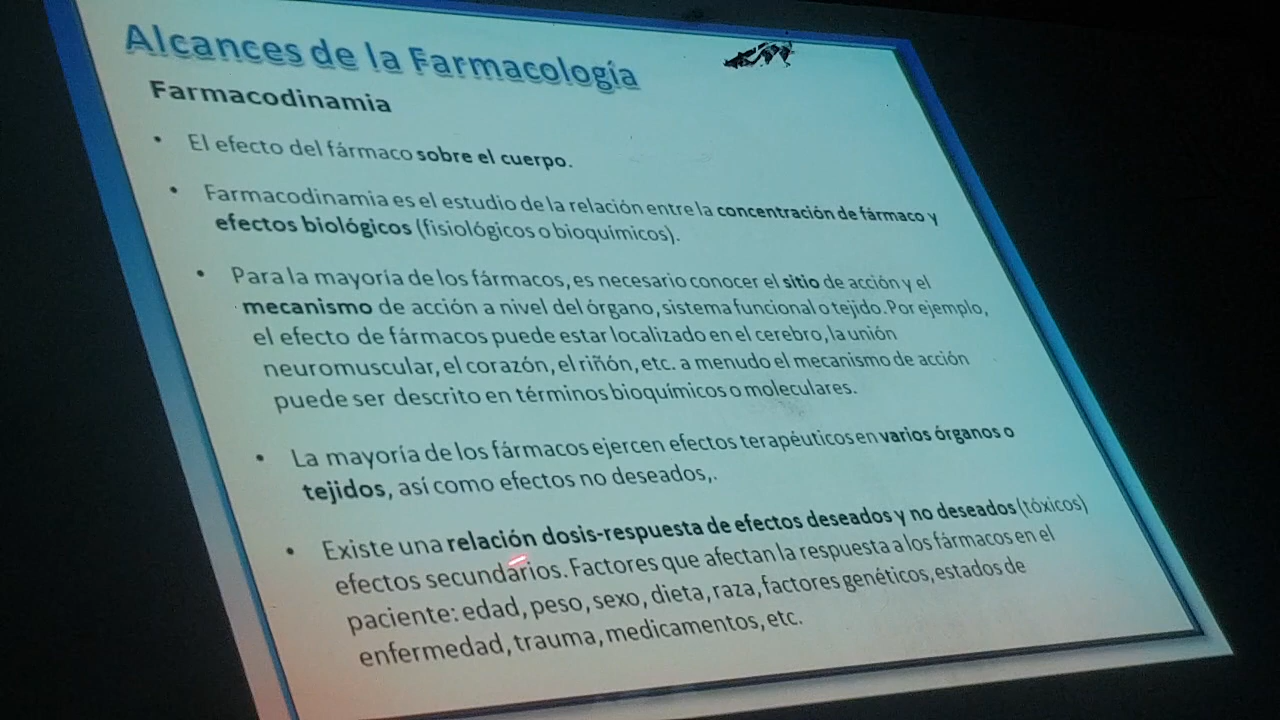 Alcances de la Farmacología
Farmacodinamia
• El efecto del fármaco sobre el cuerpo.
• Farmacodinamia es el estudio de la relación entre la concentración de fármaco y
efectos biológicos (fisiológicos o bioquímicos).
• Para la mayoría de los fármacos, es necesario conocer el sitio de acción y el
mecanismo de acción a nivel del órgano, sistema funcional o tejido. Por ejemplo,
el efecto de fármacos puede estar localizado en el cerebro, la unión
neuromuscular, el corazón, el riñón, etc. a menudo el mecanismo de acción
puede ser descrito en términos bioquímicos o moleculares.
• La mayoría de los fármacos ejercen efectos terapéuticos en varios órganos o
tejidos, así como efectos no deseados,.
• Existe una relación dosis-respuesta de efectos deseados y no deseados (tóxicos)
efectos secundarios. Factores que afectan la respuesta a los fármacos en el
paciente: edad, peso, sexo, dieta, raza, factores genéticos, estados de
enfermedad, trauma, medicamentos, etc.